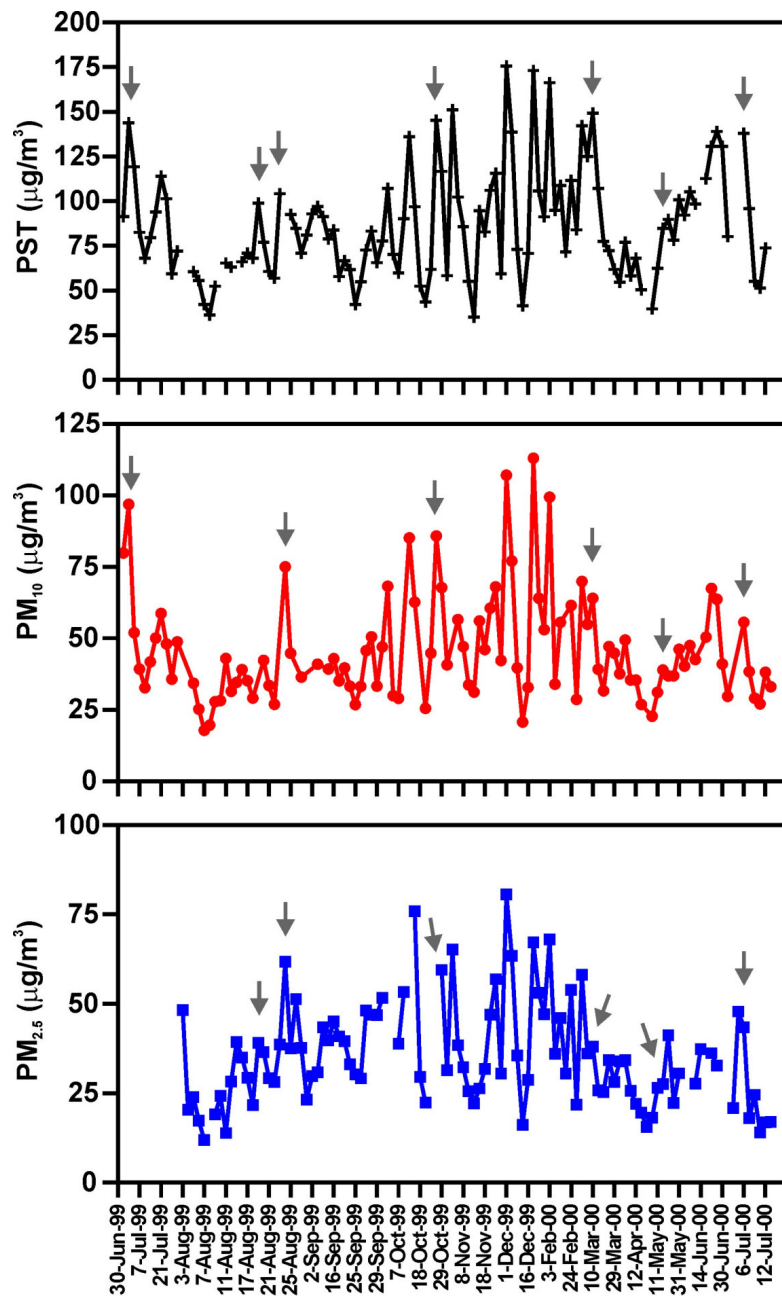 PST (μg/m³)
200
175
150
125
100
75
50
25
0
PM₁₀ (μg/m³)
125
100
75
50
25
0
PM₂.₅ (μg/m³)
100
75
50
25
0
30-Jun-99
7-Jul-99
21-Jul-99
3-Aug-99
7-Aug-99
11-Aug-99
17-Aug-99
21-Aug-99
25-Aug-99
2-Sep-99
16-Sep-99
25-Sep-99
29-Sep-99
7-Oct-99
18-Oct-99
29-Oct-99
8-Nov-99
18-Nov-99
1-Dec-99
16-Dec-99
3-Feb-00
24-Feb-00
10-Mar-00
29-Mar-00
12-Apr-00
11-May-00
31-May-00
14-Jun-00
30-Jun-00
6-Jul-00
12-Jul-00